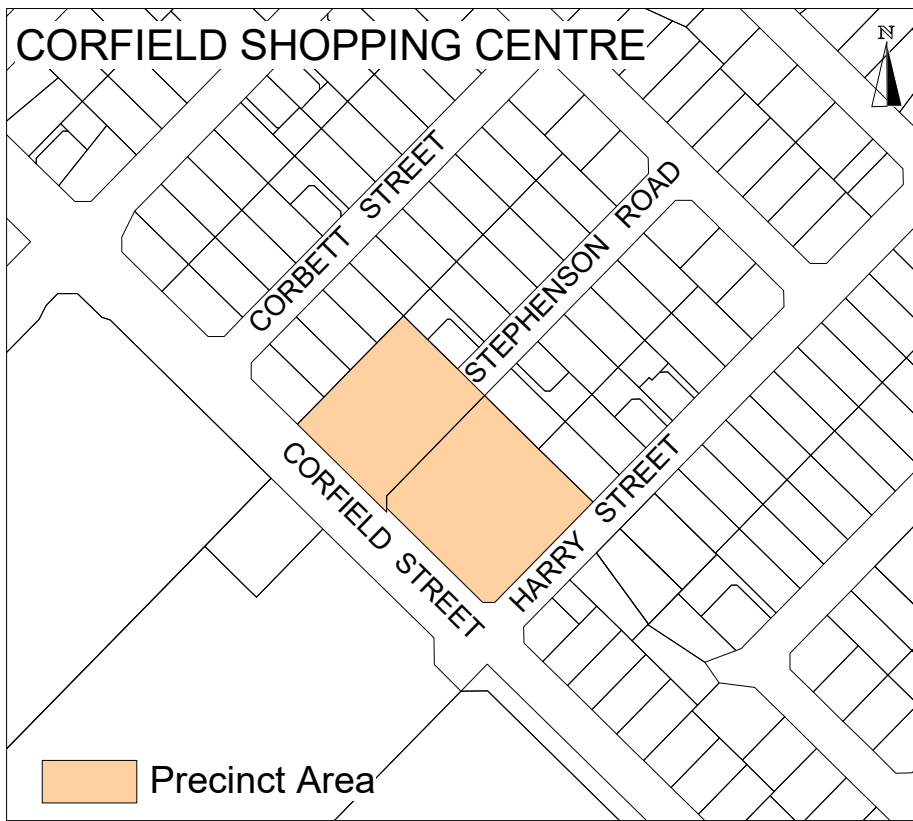 CORFIELD SHOPPING CENTRE
N
CORBETT STREET
STEPHENSON ROAD
CORFIELD STREET
HARRY STREET
Precinct Area